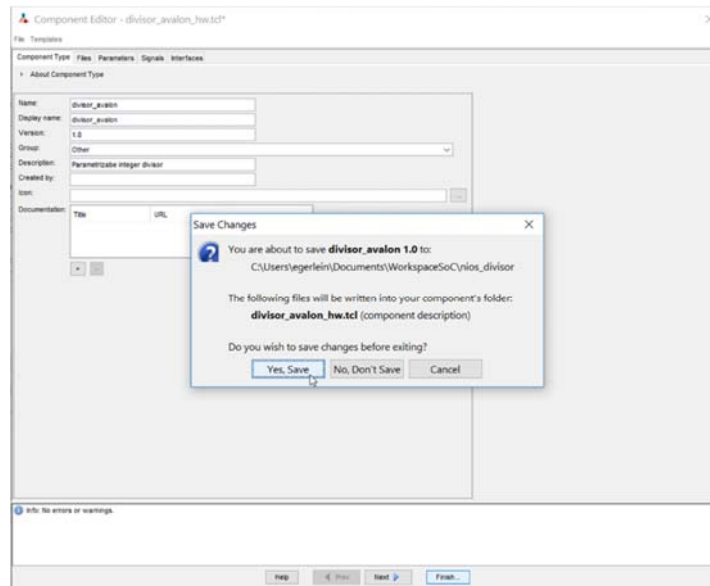 Component Editor - divisor_avalon_hw.tcl*
File Templates
Component Type Files Parameters Signals Interfaces
About Component Type
Name: divisor_avalon
Display name: divisor_avalon
Version: 1.0
Group: Other
Description: Parametrizabe integer divisor
Created by:
Icon:
...
Documentation: Title URL
+ -
Save Changes
You are about to save divisor_avalon 1.0 to:
C:\Users\egerlein\Documents\WorkspaceSoC\nios_divisor
The following files will be written into your component's folder:
divisor_avalon_hw.tcl (component description)
Do you wish to save changes before exiting?
Yes, Save No, Don't Save Cancel
Info: No errors or warnings.
Help Prev Next Finish...